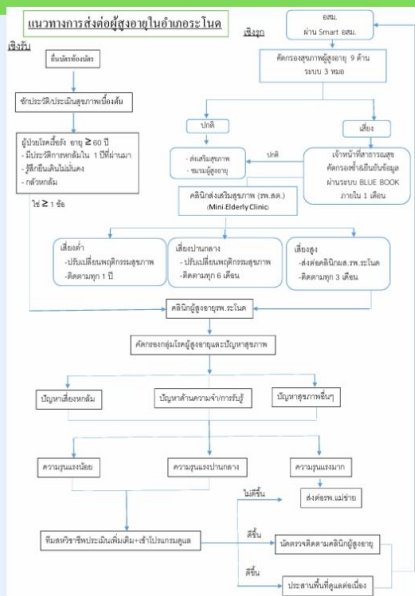 แนวทางการส่งต่อผู้สูงอายุในอำเภอระโนด
เชิงรับ
ยื่นบัตรห้องบัตร
ซักประวัติ/ประเมินสุขภาพเบื้องต้น
ผู้ป่วยโรคเรื้อรัง อายุ ≥ 60 ปี
- มีประวัติการหกล้มใน 1 ปีที่ผ่านมา
- รู้สึกยืนเดินไม่มั่นคง
- กลัวหกล้ม
ใช่ ≥ 1 ข้อ
เชิงรุก
อสม.
ผ่าน Smart อสม.
คัดกรองสุขภาพผู้สูงอายุ 9 ด้าน
ระบบ 3 หมอ
ปกติ
เสี่ยง
- ส่งเสริมสุขภาพ
- ชมรมผู้สูงอายุ
ปกติ
เจ้าหน้าที่สาธารณสุข
คัดกรองซ้ำ&ยืนยันข้อมูล
ผ่านระบบ BLUE BOOK
ภายใน 1 เดือน
คลินิกส่งเสริมสุขภาพ (รพ.สต.)
(Mini-Elderly Clinic)
เสี่ยงต่ำ
-ปรับเปลี่ยนพฤติกรรมสุขภาพ
-ติดตามทุก 1 ปี
เสี่ยงปานกลาง
- ปรับเปลี่ยนพฤติกรรมสุขภาพ
-ติดตามทุก 6 เดือน
เสี่ยงสูง
-ส่งต่อคลินิกผส.รพ.ระโนด
-ติดตามทุก 3 เดือน
คลินิกผู้สูงอายุรพ.ระโนด
คัดกรองกลุ่มโรคผู้สูงอายุและปัญหาสุขภาพ
ปัญหาเสี่ยงหกล้ม
ปัญหาด้านความจำ/การรับรู้
ปัญหาสุขภาพอื่นๆ
ความรุนแรงน้อย
ความรุนแรงปานกลาง
ความรุนแรงมาก
ไม่ดีขึ้น
ส่งต่อรพ.แม่ข่าย
ทีมสหวิชาชีพประเมินเพิ่มเติม+เข้าโปรแกรมดูแล
ดีขึ้น
นัดตรวจติดตามคลินิกผู้สูงอายุ
ดีขึ้น
ประสานพื้นที่ดูแลต่อเนื่อง